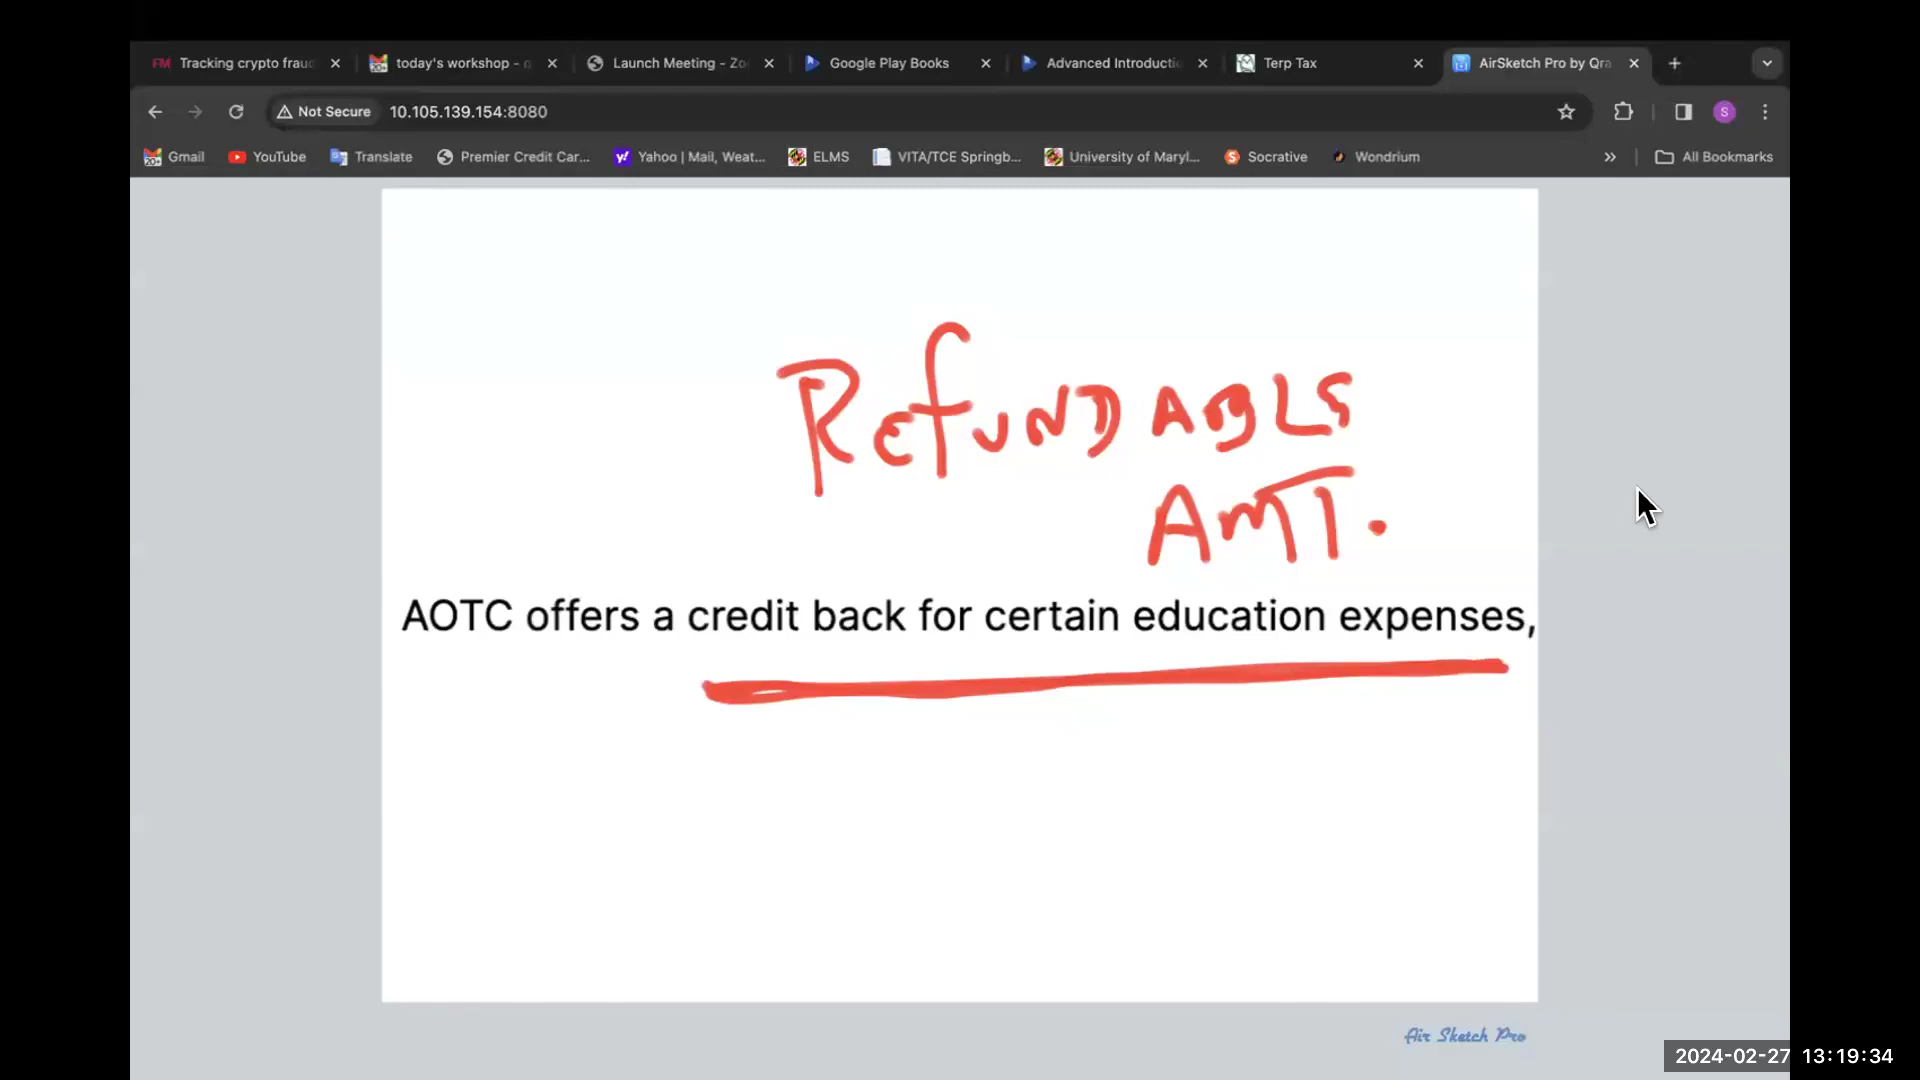 FM Tracking crypto frauc
today's workshop - q
Launch Meeting - Zo
Google Play Books
Advanced Introducti
Terp Tax
AirSketch Pro by Qra
Not Secure 10.105.139.154:8080
S
Gmail YouTube Translate Premier Credit Car... Yahoo | Mail, Weat... ELMS VITA/TCE Springb... University of Maryl... Socrative Wondrium » All Bookmarks
RefUNDABLE
AMT.
AOTC offers a credit back for certain education expenses,
Air Sketch Pro
2024-02-27 13:19:34